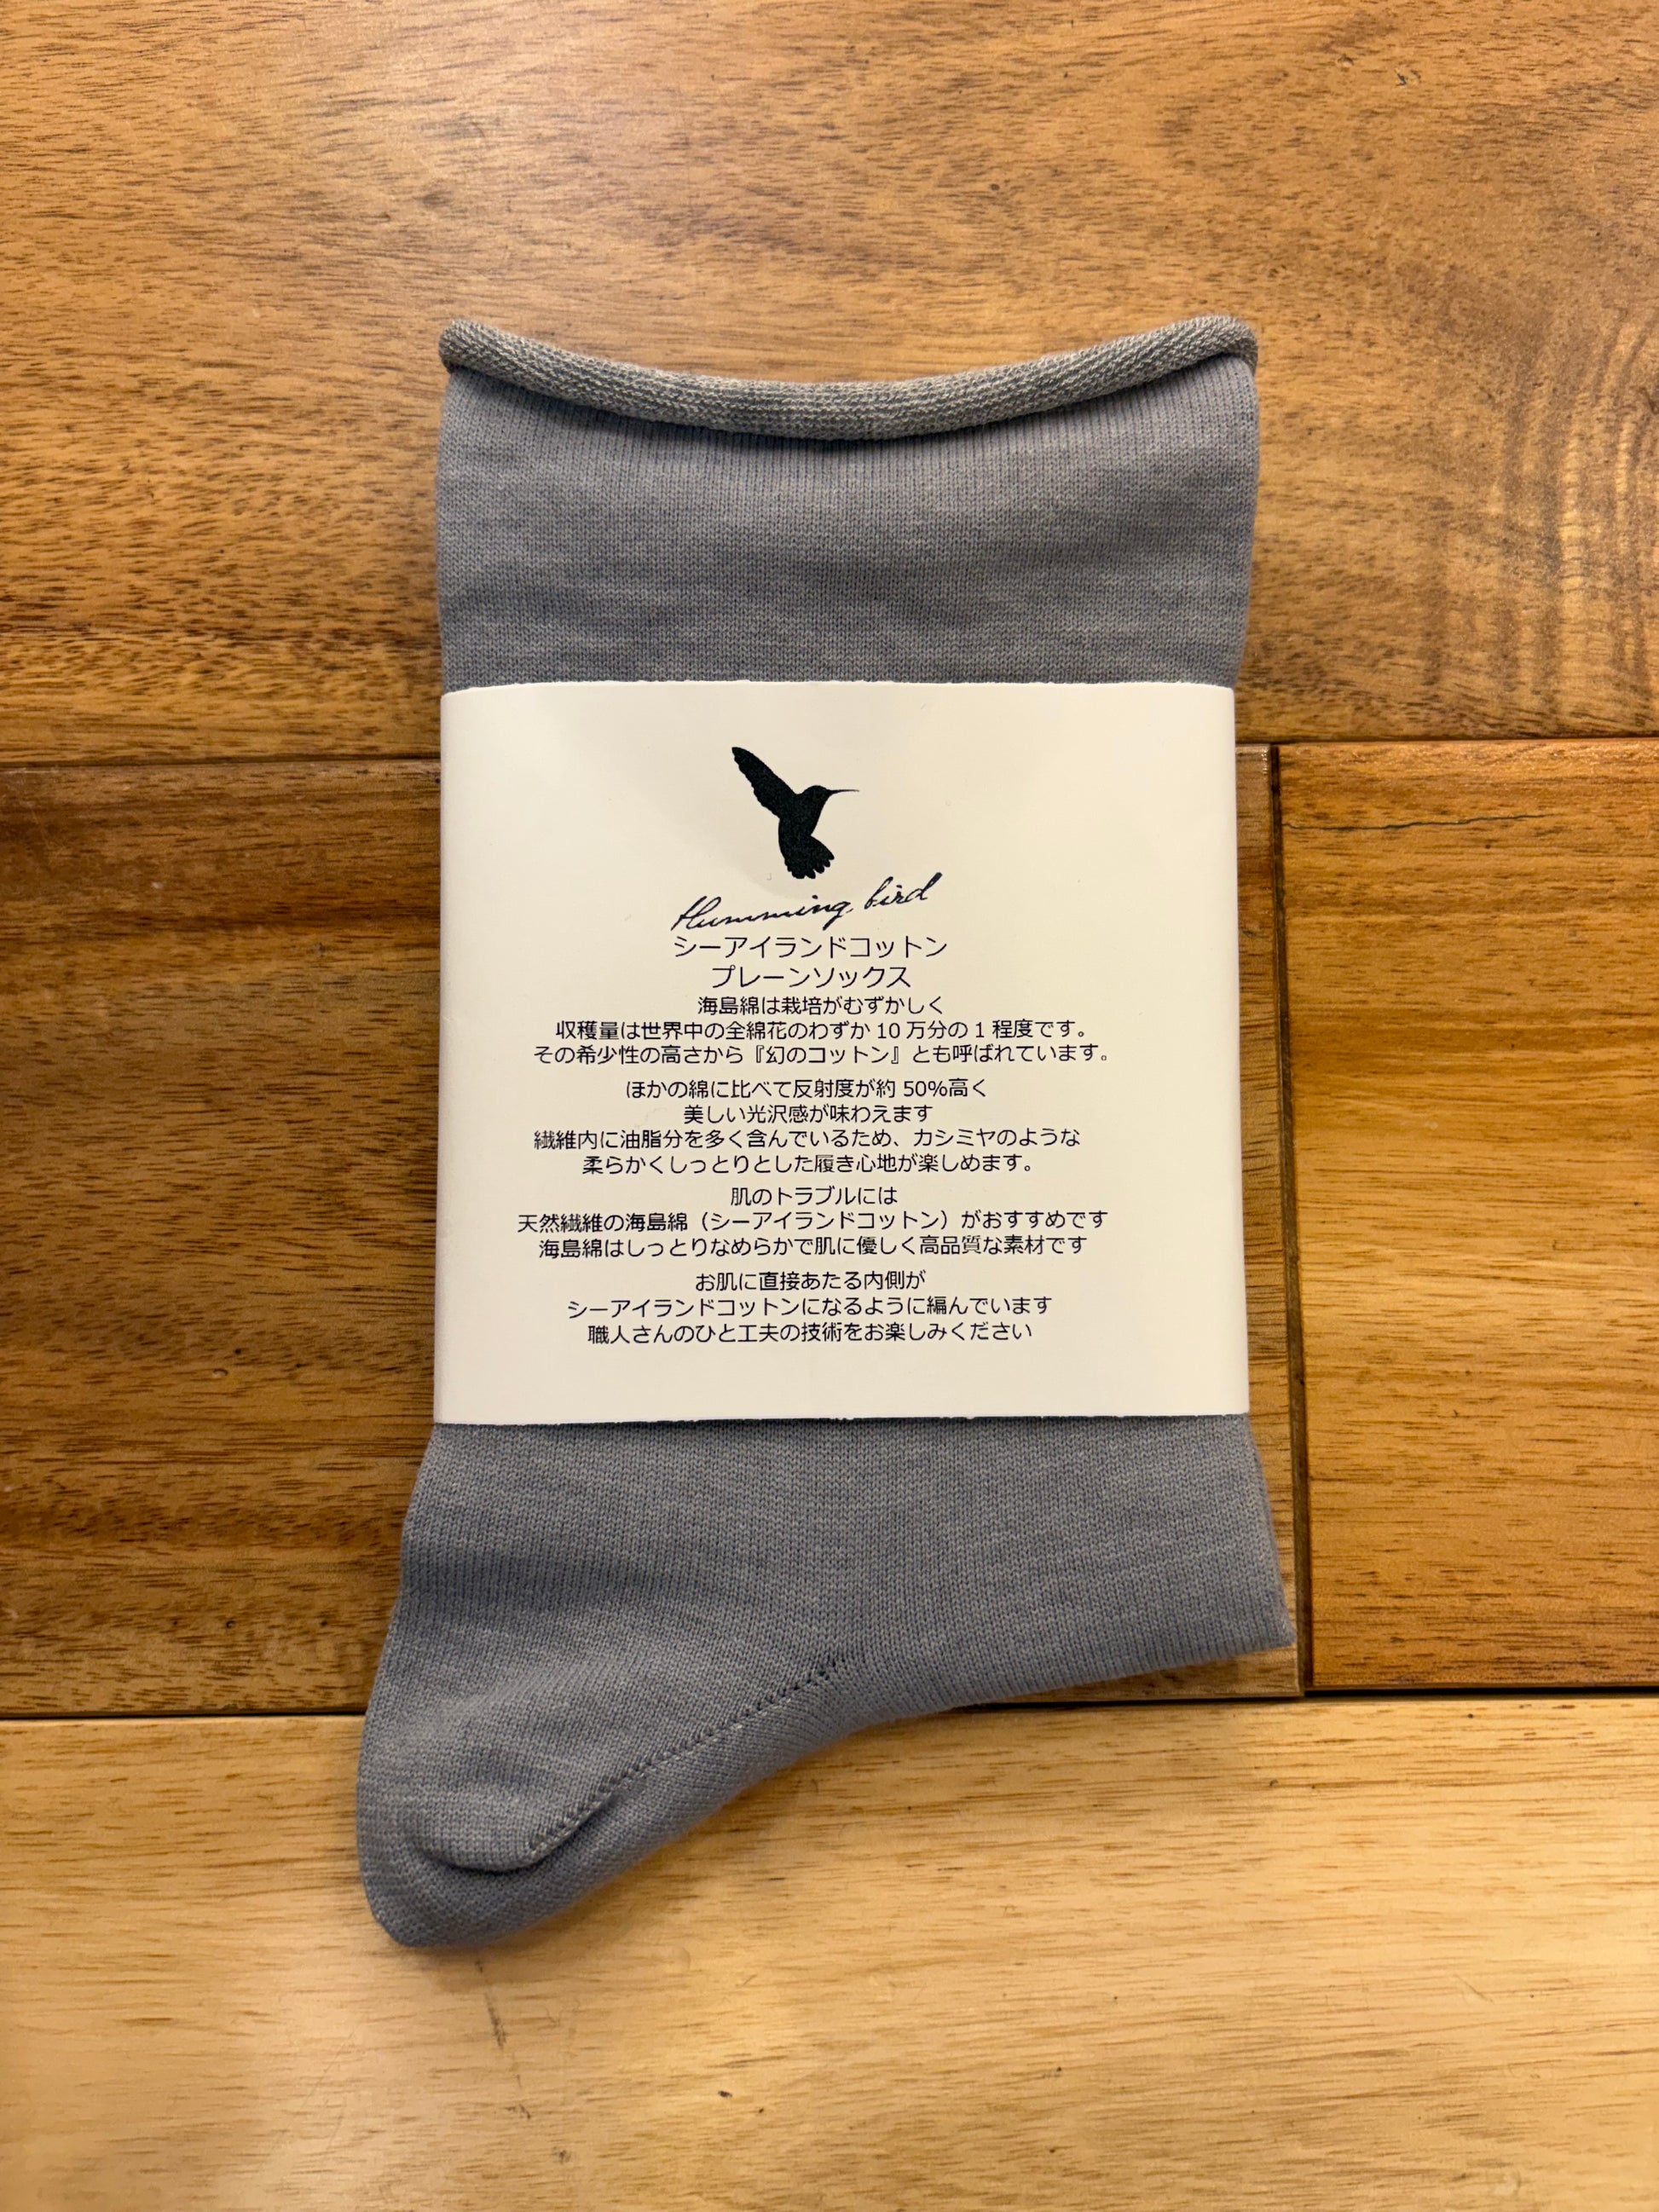 Humming bird
シーアイランドコットン
プレーンソックス
海島綿は栽培がむずかしく
収穫量は世界中の全綿花のわずか 10 万分の 1 程度です。
その希少性の高さから『幻のコットン』とも呼ばれています。
ほかの綿に比べて反射度が約 50%高く
美しい光沢感が味わえます
繊維内に油脂分を多く含んでいるため、カシミヤのような
柔らかくしっとりとした履き心地が楽しめます。
肌のトラブルには
天然繊維の海島綿（シーアイランドコットン）がおすすめです
海島綿はしっとりなめらかで肌に優しく高品質な素材です
お肌に直接あたる内側が
シーアイランドコットンになるように編んでいます
職人さんのひと工夫の技術をお楽しみください